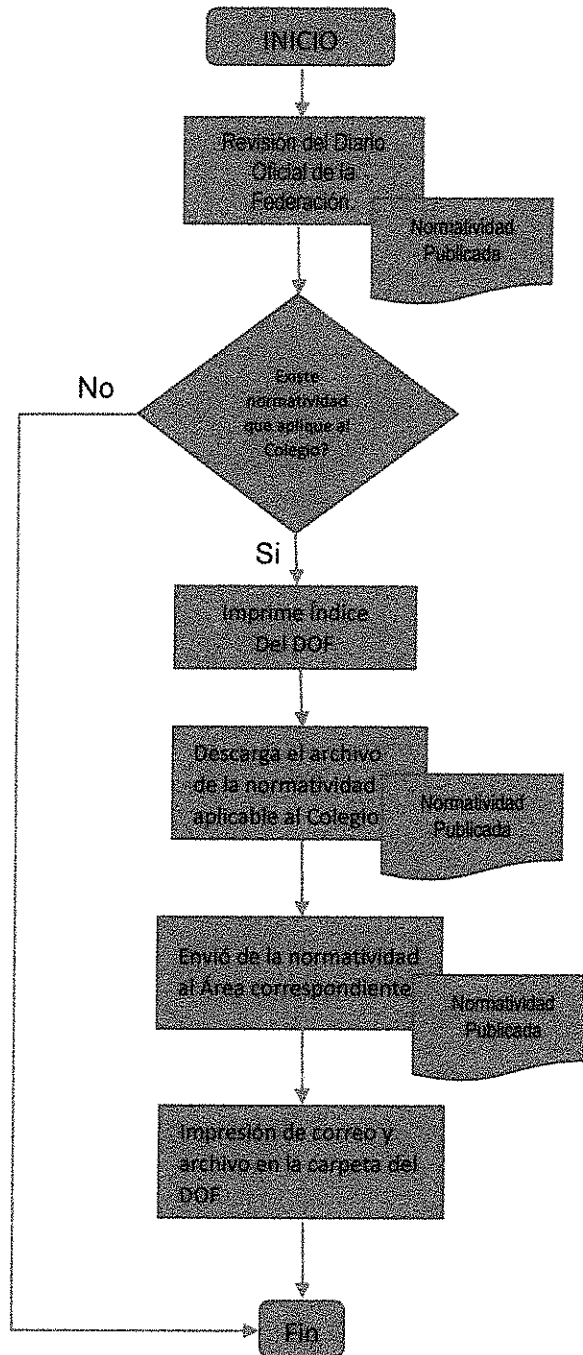 INICIO
Revisión del Diario
Oficial de la
Federación.
Normatividad
Publicada
Existe
normatividad
que aplique al
Colegio?
No
Si
Imprime Índice
Del DOF
Descarga el archivo
de la normatividad
aplicable al Colegio
Normatividad
Publicada
Envió de la normatividad
al Área correspondiente
Normatividad
Publicada
Impresión de correo y
archivo en la carpeta del
DOF
Fin